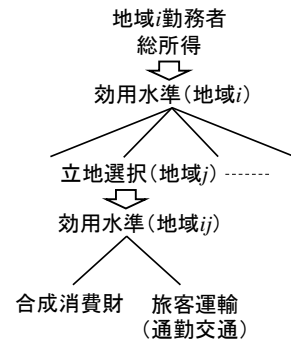 地域i勤務者
総所得
効用水準（地域i）
立地選択（地域j）
効用水準（地域ij）
合成消費財
旅客運輸
（通勤交通）